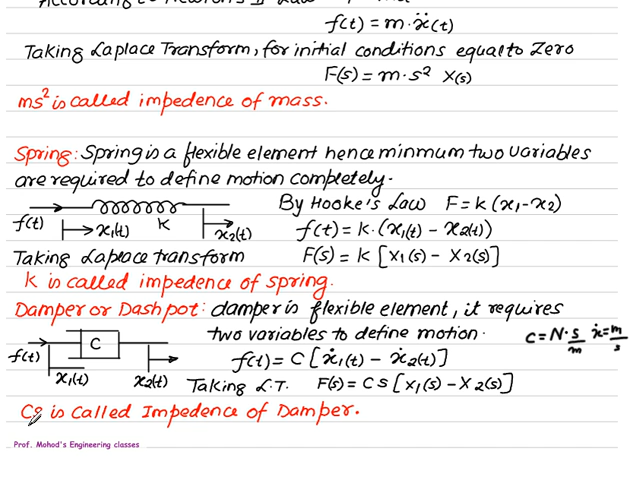 f(t) = m·ẍ(t)
Taking Laplace Transform, for initial conditions equal to Zero
F(s) = m·s² X(s)
ms² is called impedence of mass.
Spring: Spring is a flexible element hence minmum two variables
are required to define motion completely.
f(t) x1(t) K x2(t)
By Hooke's Law F = k(x1-x2)
f(t) = k·(x1(t) - x2(t))
Taking Laplace transform F(s) = k[X1(s) - X2(s)]
K is called impedence of spring.
Damper or Dashpot: damper is flexible element, it requires
two variables to define motion.
C = N·s/m ẋ = m/s
f(t) C x1(t) x2(t)
f(t) = C[ẋ1(t) - ẋ2(t)]
Taking L.T. F(s) = Cs[X1(s) - X2(s)]
Cs is called Impedence of Damper.
Prof. Mohod's Engineering classes